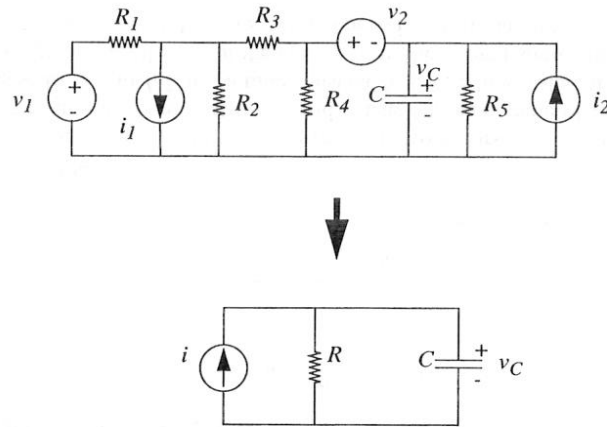 R1 R3 v2
+ -
+ vC
v1 i1 R2 R4 C + R5 i2
- -
i R C + vC
-